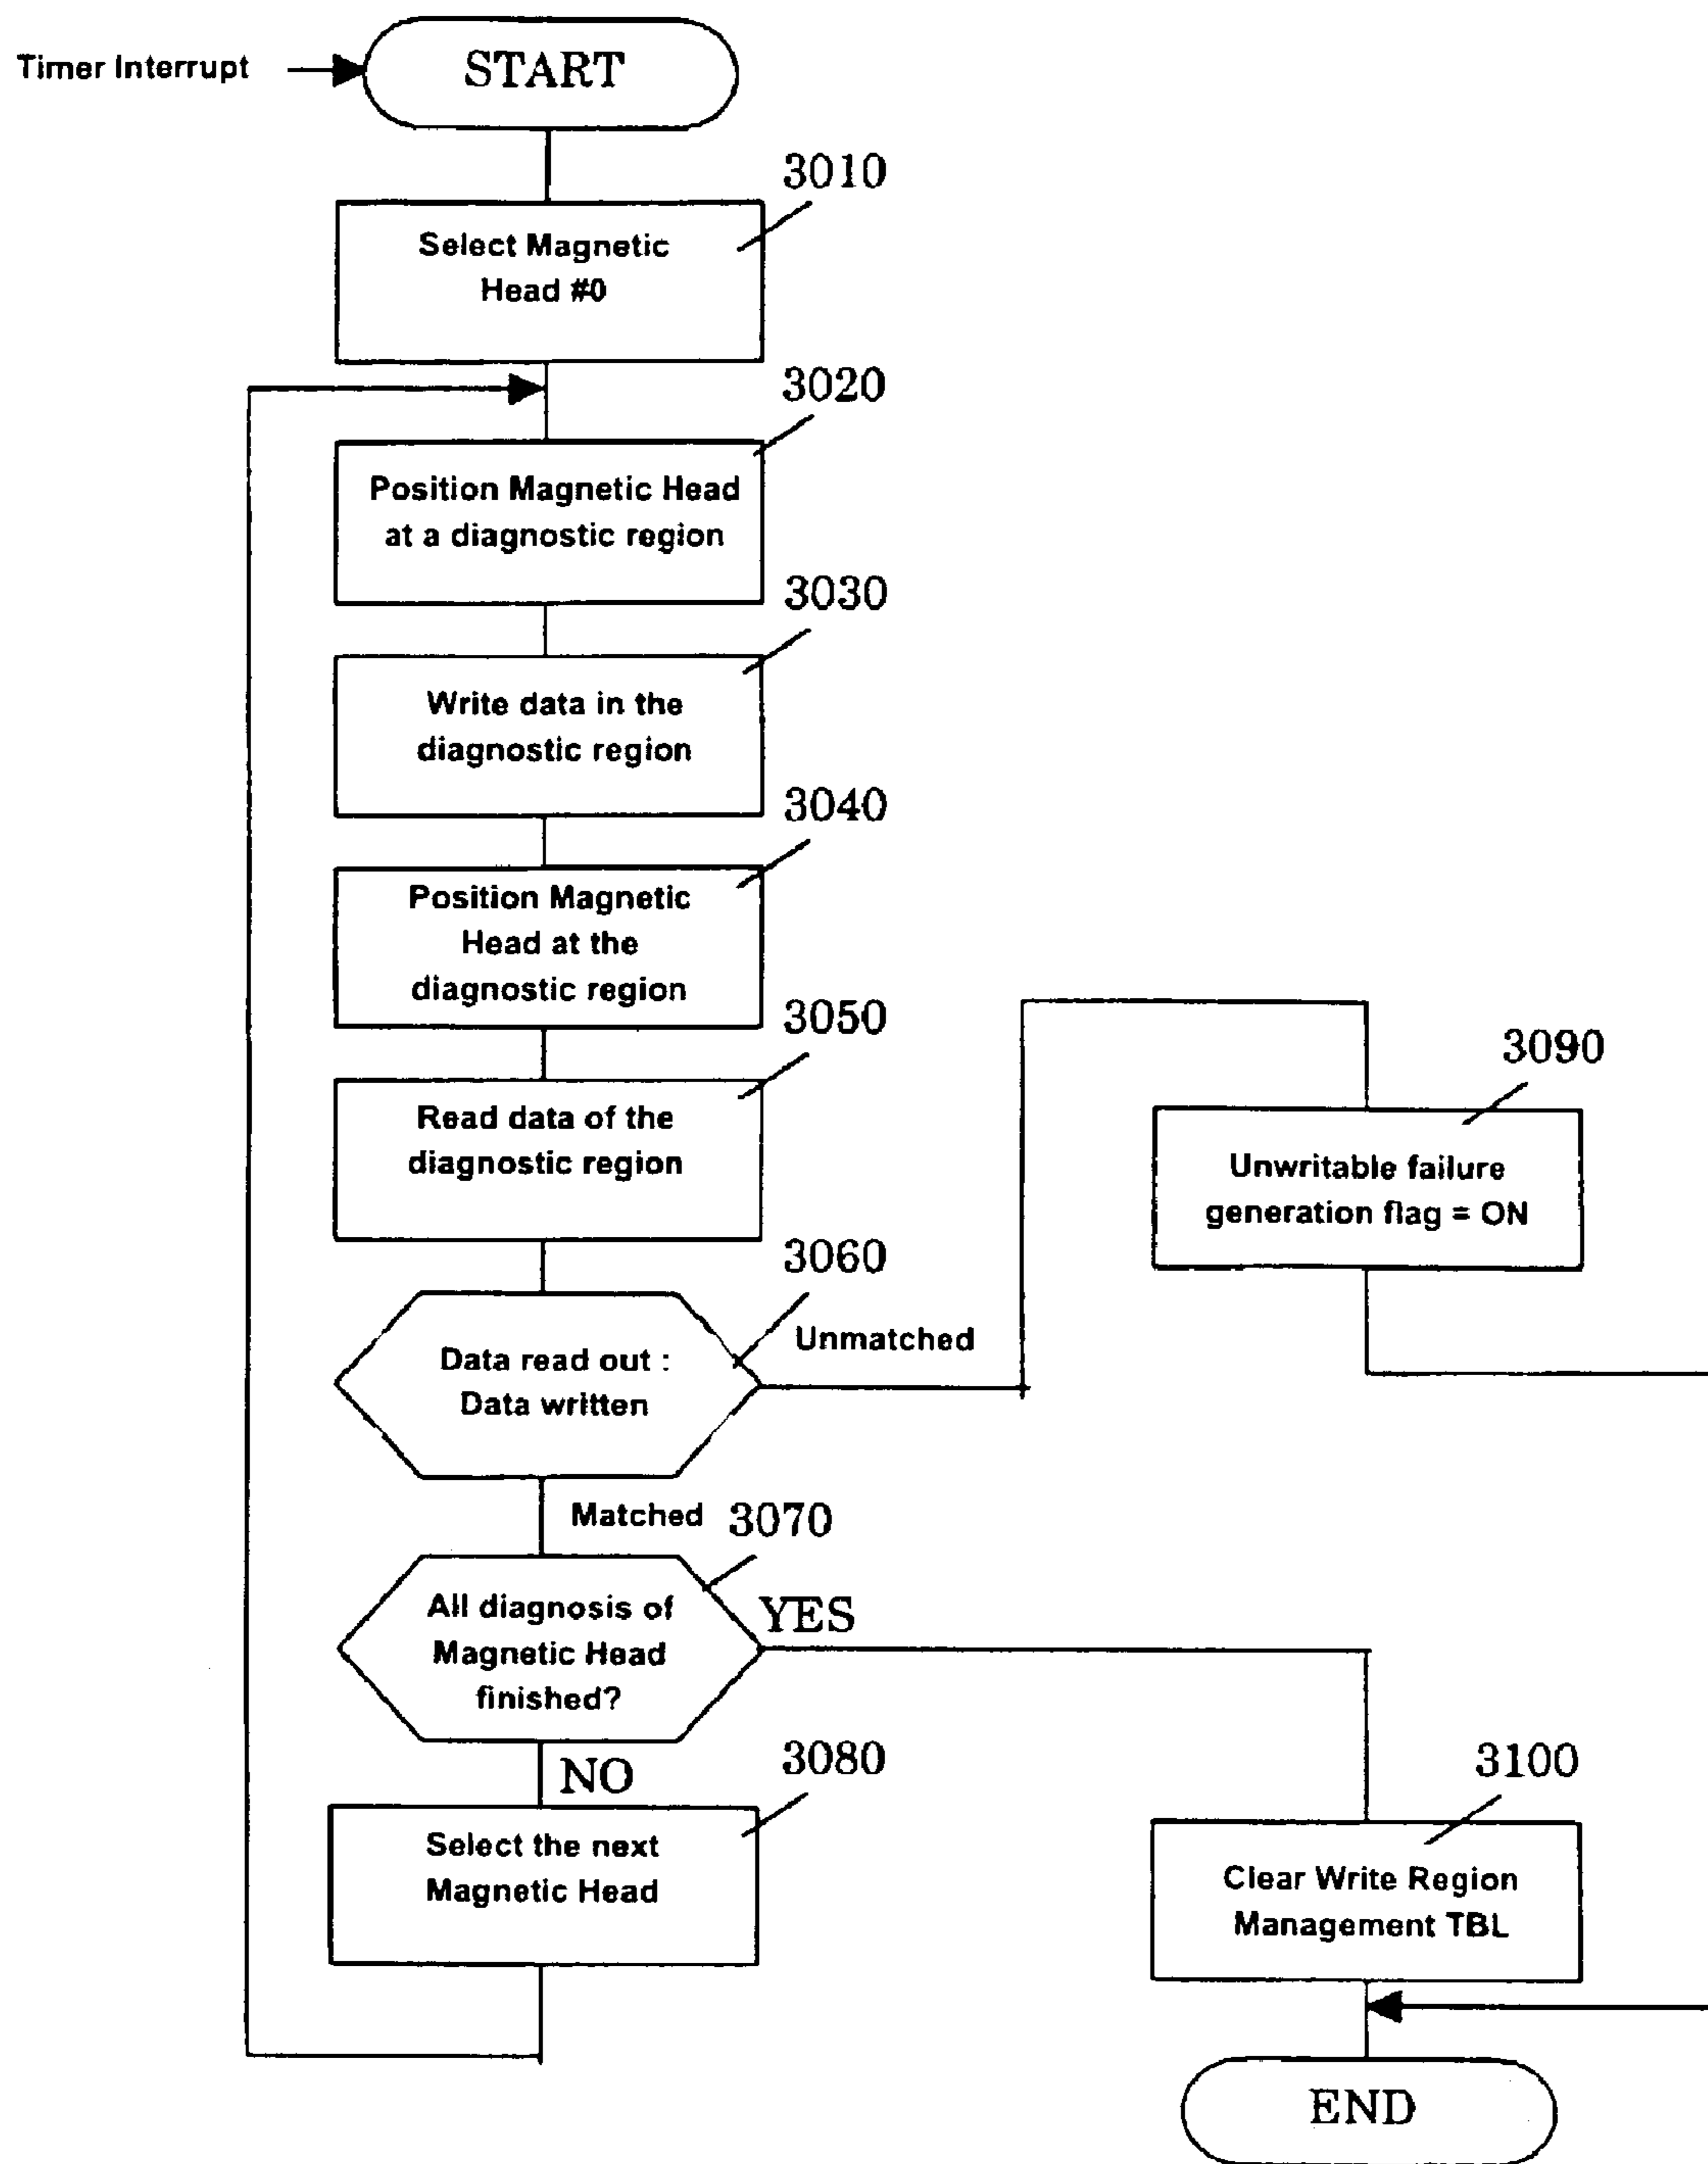 Timer Interrupt
START
3010
Select Magnetic
Head #0
3020
Position Magnetic Head
at a diagnostic region
3030
Write data in the
diagnostic region
3040
Position Magnetic
Head at the
diagnostic region
3050
Read data of the
diagnostic region
3060
Data read out :
Data written
Unmatched
3090
Unwritable failure
generation flag = ON
Matched
3070
All diagnosis of
Magnetic Head
finished?
YES
NO
3080
Select the next
Magnetic Head
3100
Clear Write Region
Management TBL
END